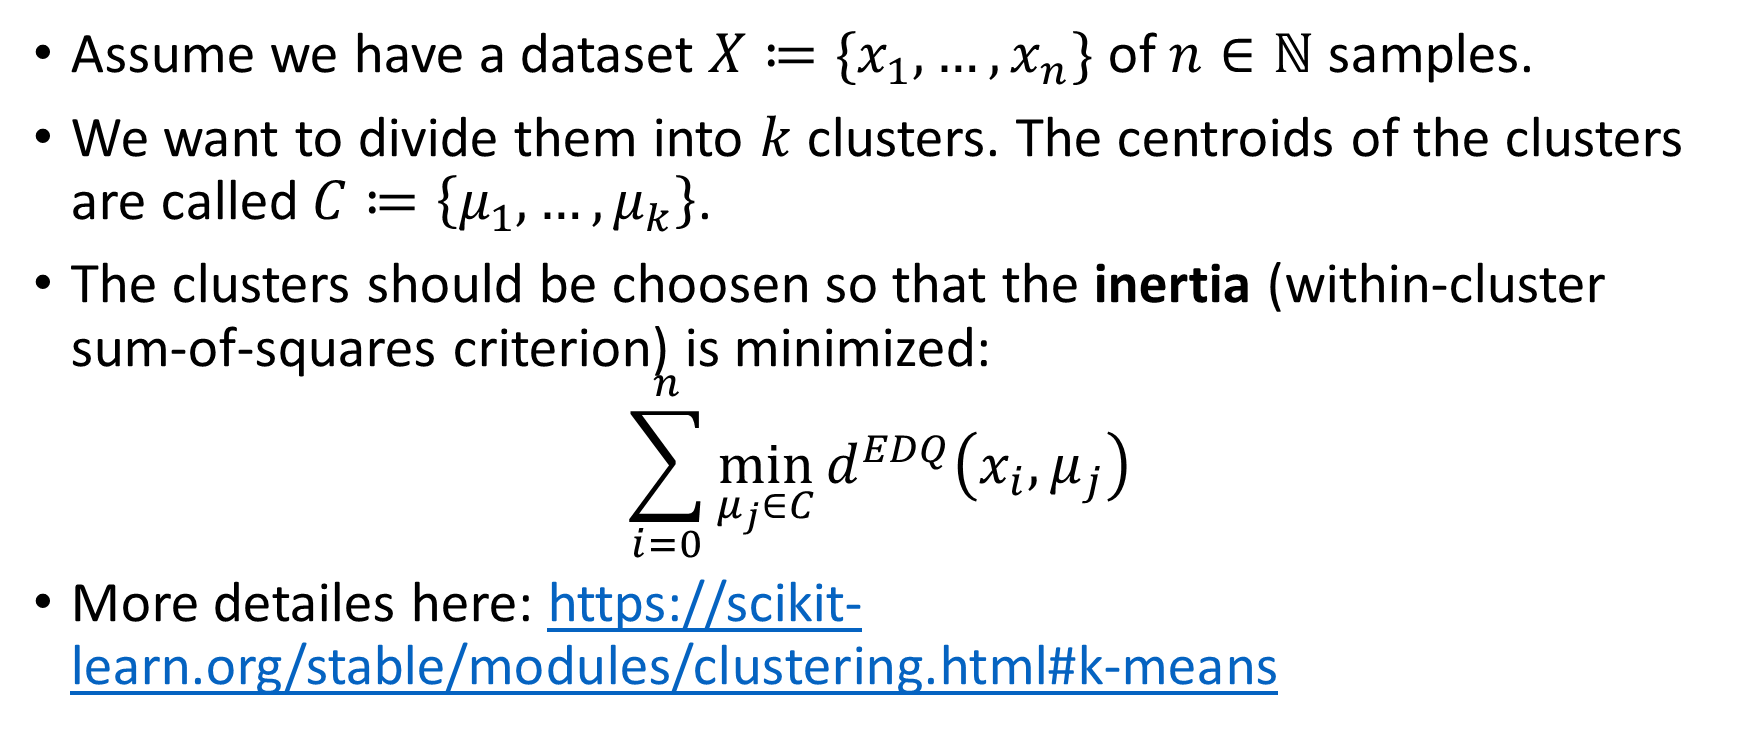 • Assume we have a dataset X ≔ {x₁, … , xₙ} of n ∈ ℕ samples.
• We want to divide them into k clusters. The centroids of the clusters
are called C ≔ {μ₁, … , μₖ}.
• The clusters should be choosen so that the inertia (within-cluster
sum-of-squares criterion) is minimized:
n
∑ min d^EDQ(xᵢ, μⱼ)
i=0 μⱼ∈C
• More detailes here: https://scikit-
learn.org/stable/modules/clustering.html#k-means